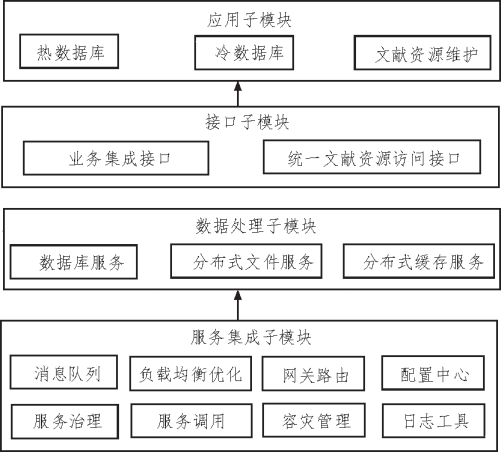 应用子模块
热数据库 冷数据库 文献资源维护
接口子模块
业务集成接口 统一文献资源访问接口
数据处理子模块
数据库服务 分布式文件服务 分布式缓存服务
服务集成子模块
消息队列 负载均衡优化 网关路由 配置中心
服务治理 服务调用 容灾管理 日志工具